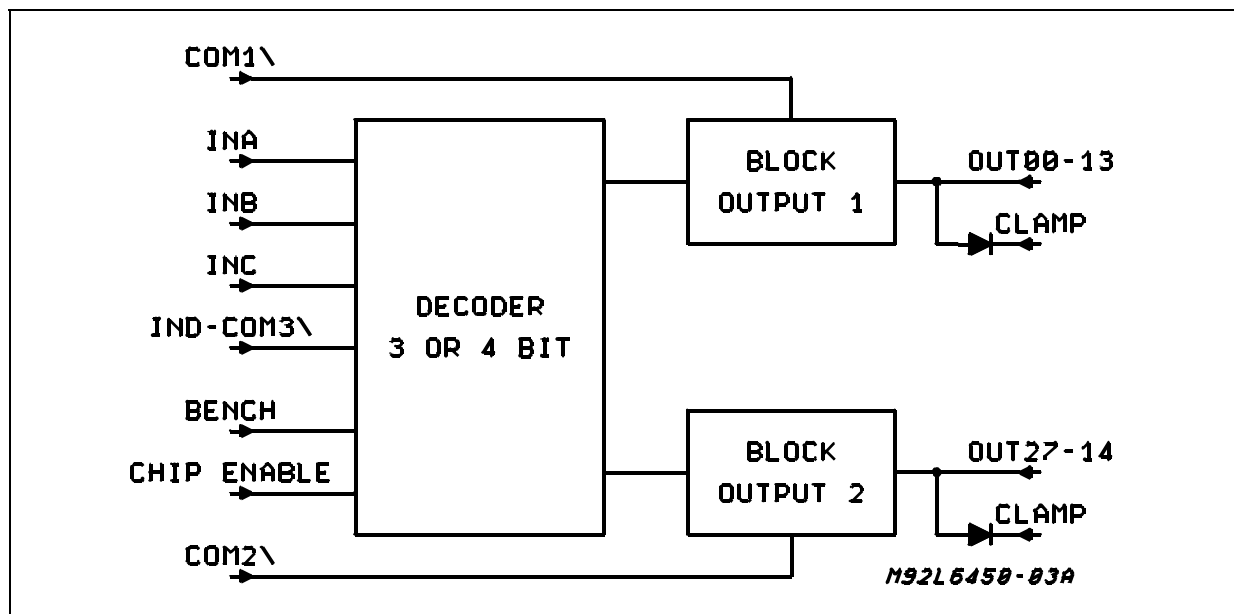 COM1\
INA
INB
INC
IND-COM3\
BENCH
CHIP ENABLE
COM2\
DECODER
3 OR 4 BIT
BLOCK
OUTPUT 1
OUT00-13
CLAMP
BLOCK
OUTPUT 2
OUT27-14
CLAMP
M92L6450-03A